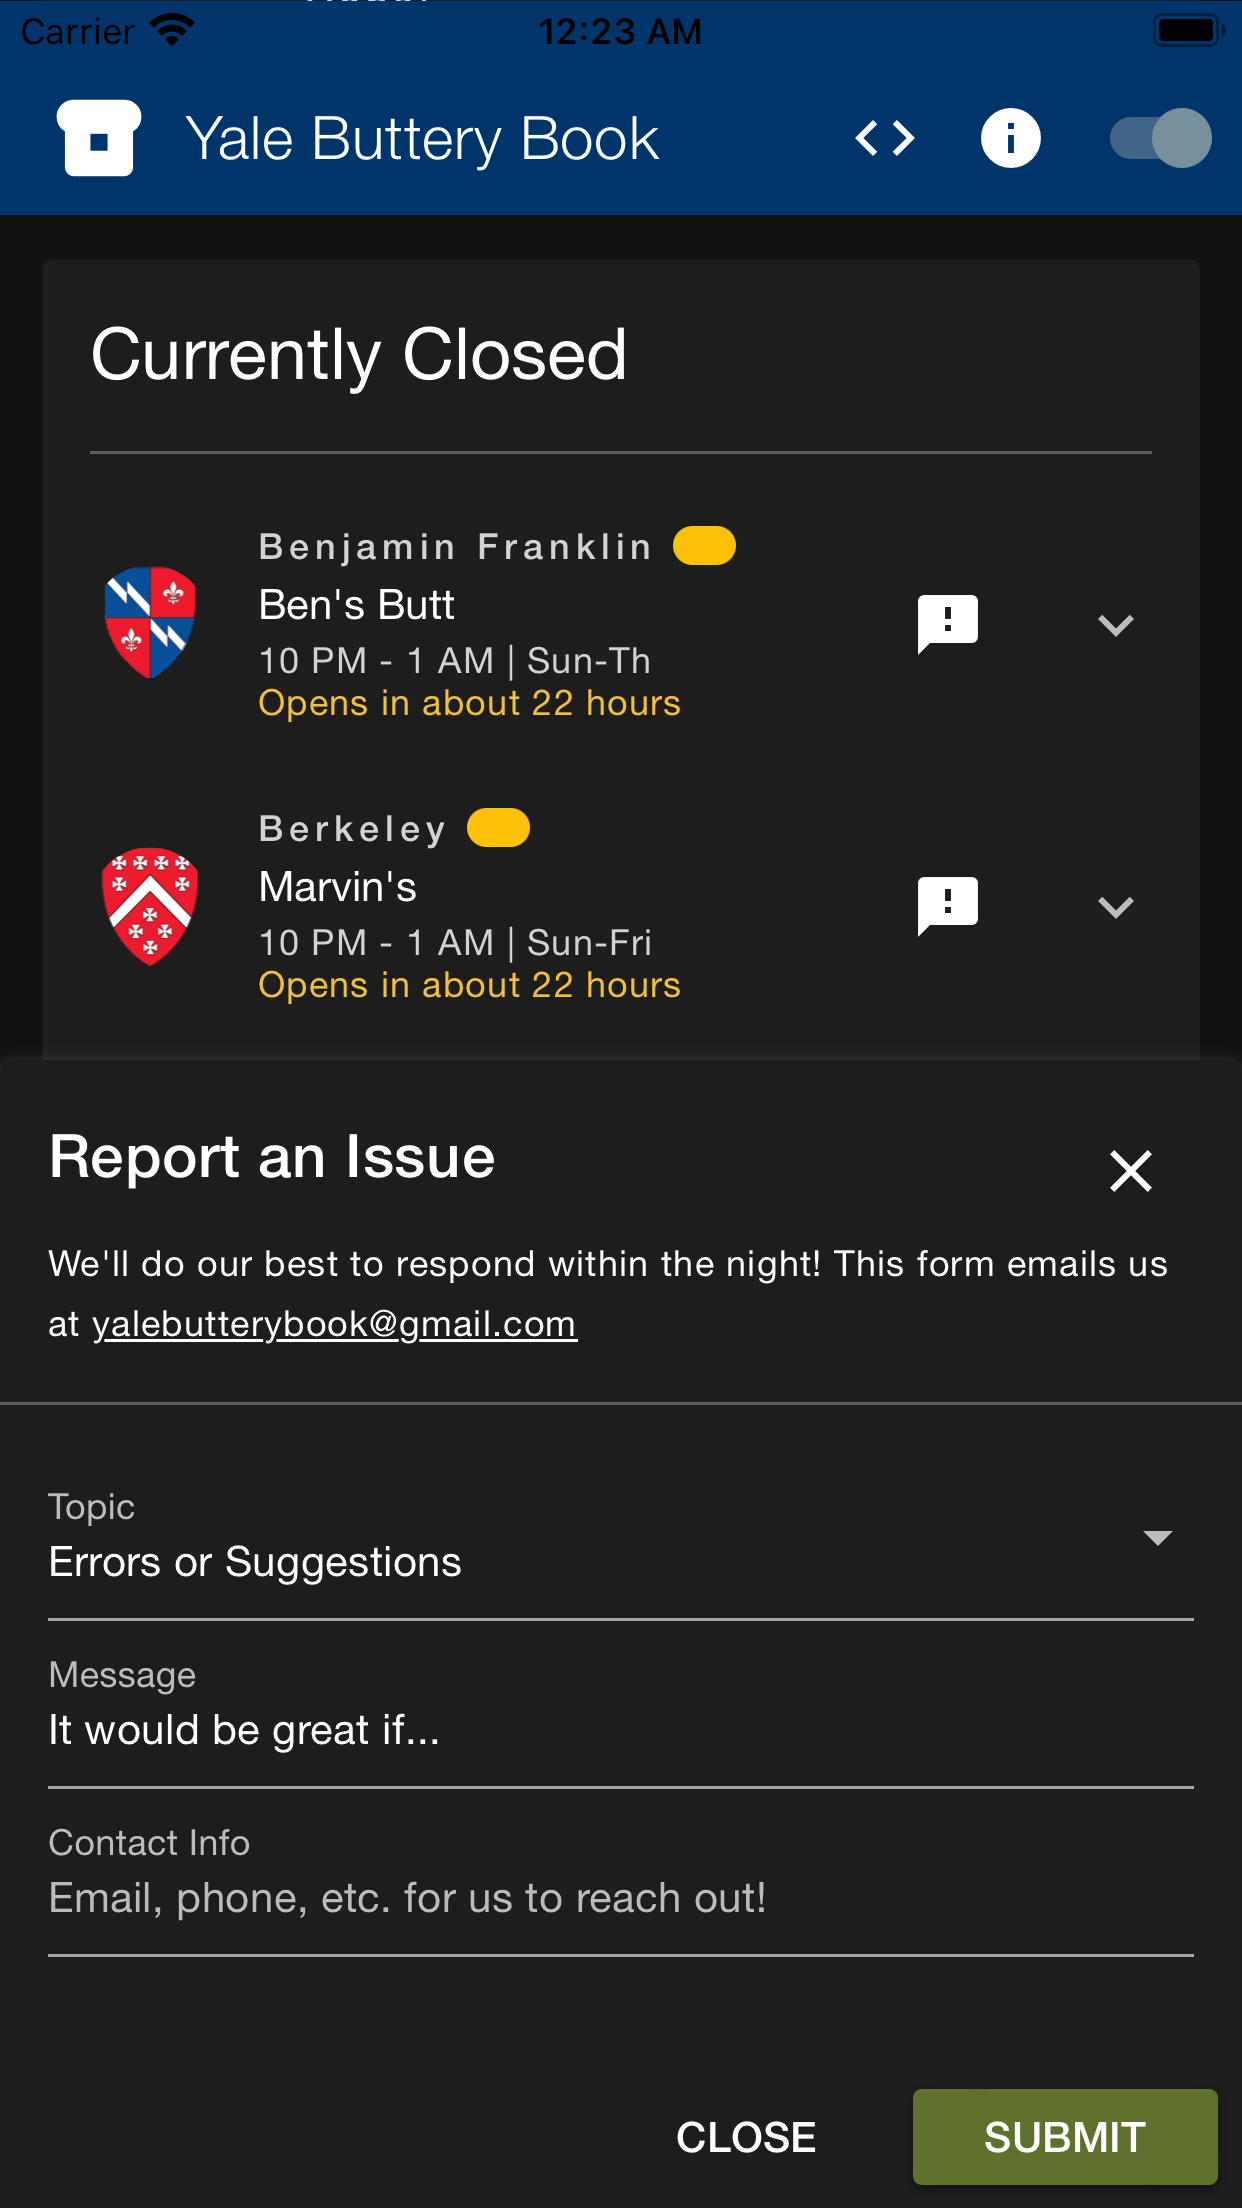 Carrier 12:23 AM
Yale Buttery Book
Currently Closed
Benjamin Franklin
Ben's Butt
10 PM - 1 AM | Sun-Th
Opens in about 22 hours
Berkeley
Marvin's
10 PM - 1 AM | Sun-Fri
Opens in about 22 hours
Report an Issue
We'll do our best to respond within the night! This form emails us
at yalebutterybook@gmail.com
Topic
Errors or Suggestions
Message
It would be great if...
Contact Info
Email, phone, etc. for us to reach out!
CLOSE SUBMIT